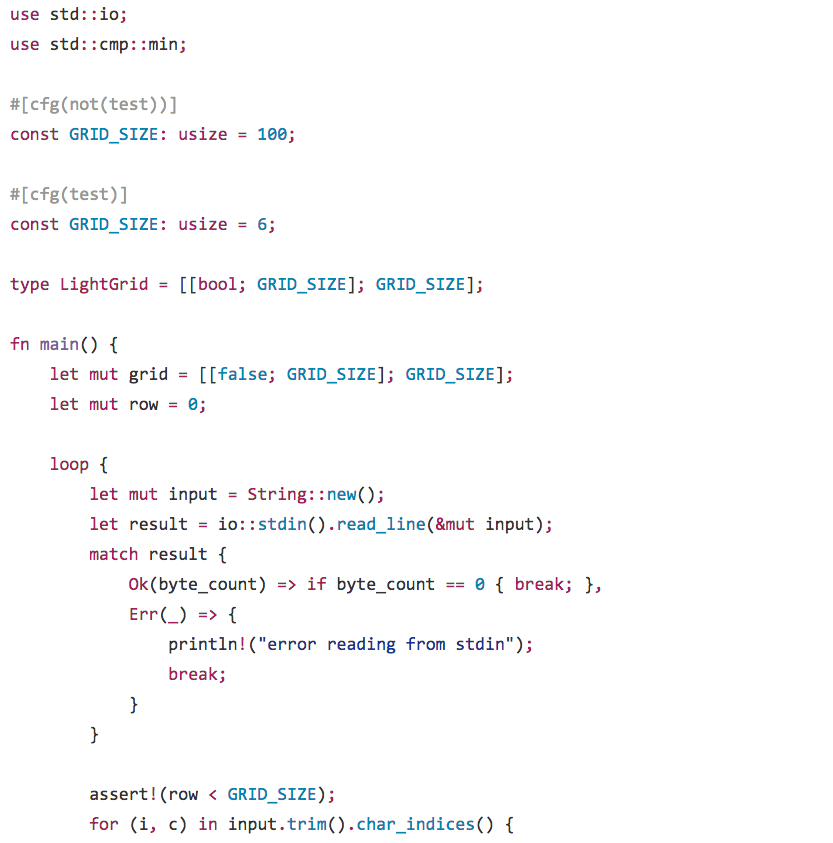 use std::io;
use std::cmp::min;

#[cfg(not(test))]
const GRID_SIZE: usize = 100;

#[cfg(test)]
const GRID_SIZE: usize = 6;

type LightGrid = [[bool; GRID_SIZE]; GRID_SIZE];

fn main() {
    let mut grid = [[false; GRID_SIZE]; GRID_SIZE];
    let mut row = 0;

    loop {
        let mut input = String::new();
        let result = io::stdin().read_line(&mut input);
        match result {
            Ok(byte_count) => if byte_count == 0 { break; },
            Err(_) => {
                println!("error reading from stdin");
                break;
            }
        }

        assert!(row < GRID_SIZE);
        for (i, c) in input.trim().char_indices() {